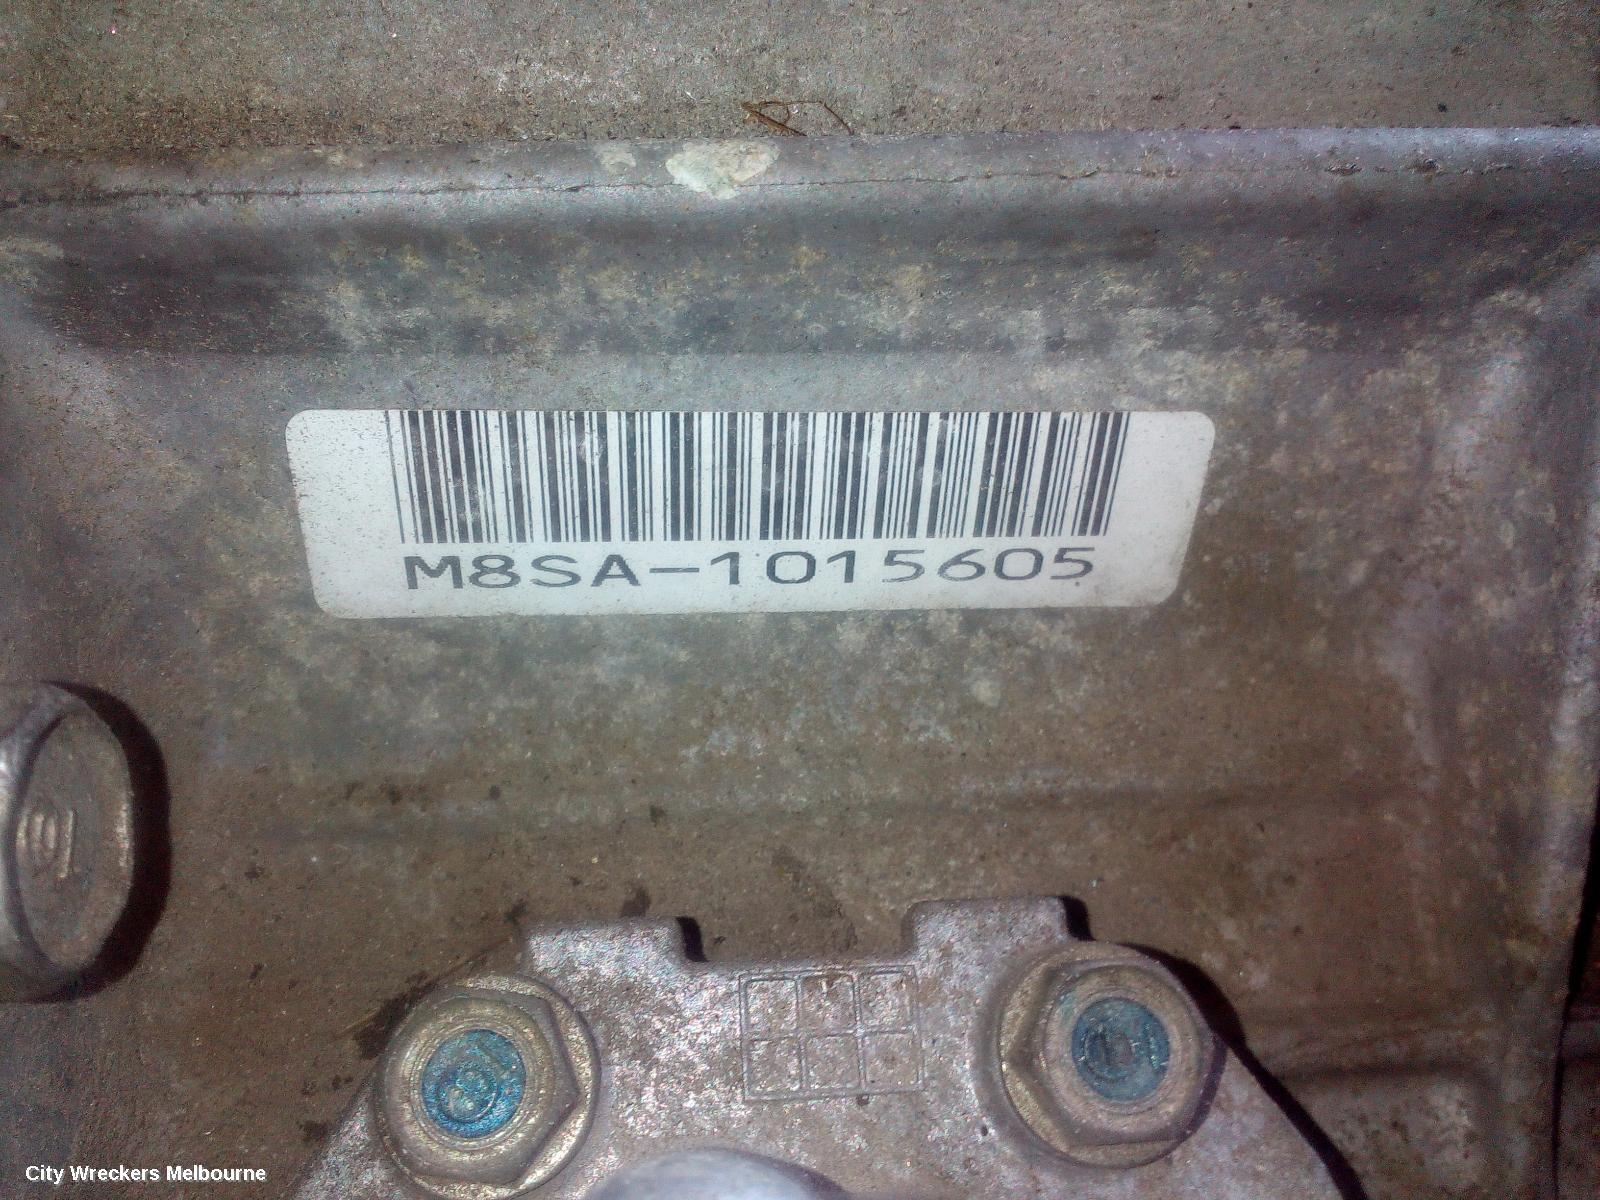 M8SA-1015605
City Wreckers Melbourne